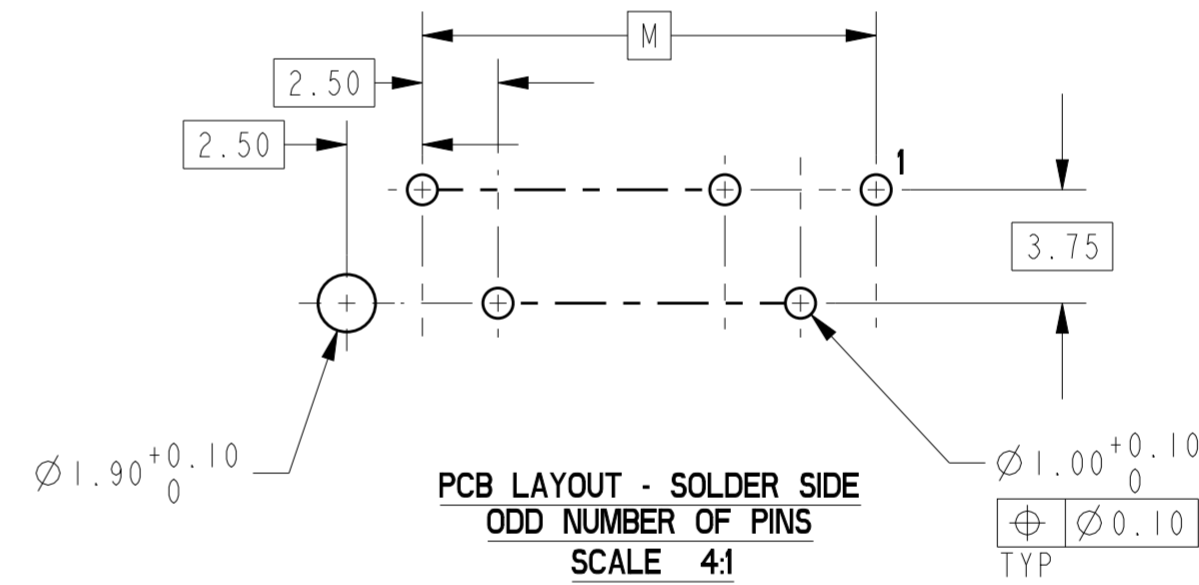 M
2.50
2.50
1
3.75
Ø1.90 +0.10 0
Ø1.00 +0.10 0
⌖ Ø0.10
TYP
PCB LAYOUT - SOLDER SIDE
ODD NUMBER OF PINS
SCALE 4:1